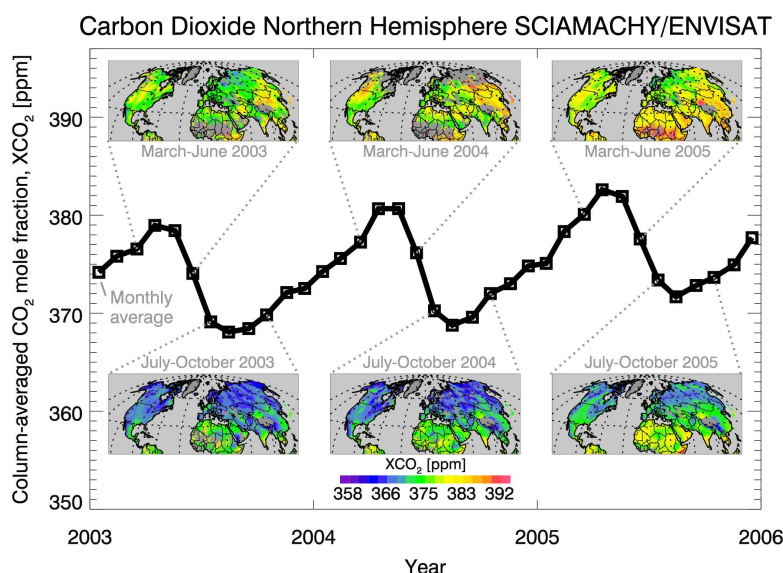 Carbon Dioxide Northern Hemisphere SCIAMACHY/ENVISAT
Column-averaged CO₂ mole fraction, XCO₂ [ppm]
390
380
370
360
350
March-June 2003
March-June 2004
March-June 2005
Monthly
average
July-October 2003
July-October 2004
July-October 2005
XCO₂ [ppm]
358 366 375 383 392
2003 2004 2005 2006
Year